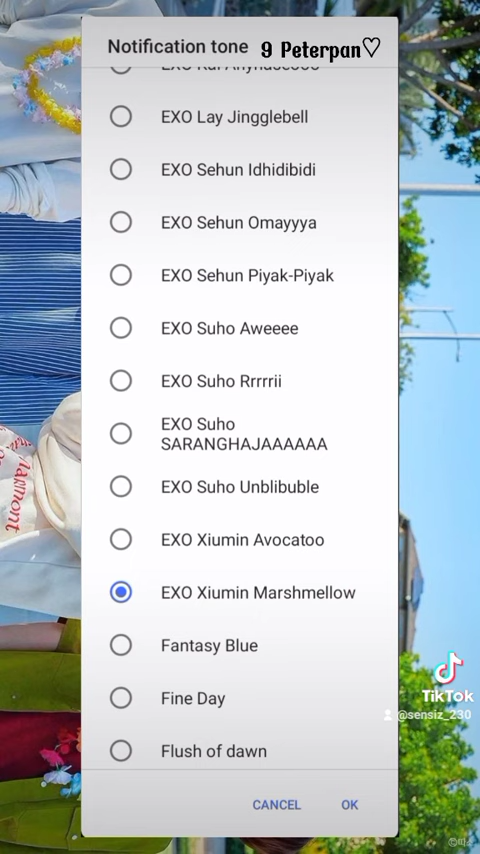 Notification tone
9 Peterpan♡
EXO Lay Jingglebell
EXO Sehun Idhidibidi
EXO Sehun Omayyya
EXO Sehun Piyak-Piyak
EXO Suho Aweeee
EXO Suho Rrrrrii
EXO Suho
SARANGHAJAAAAAA
EXO Suho Unblibuble
EXO Xiumin Avocatoo
EXO Xiumin Marshmellow
Fantasy Blue
Fine Day
Flush of dawn
CANCEL
OK
TikTok
@sensiz_230